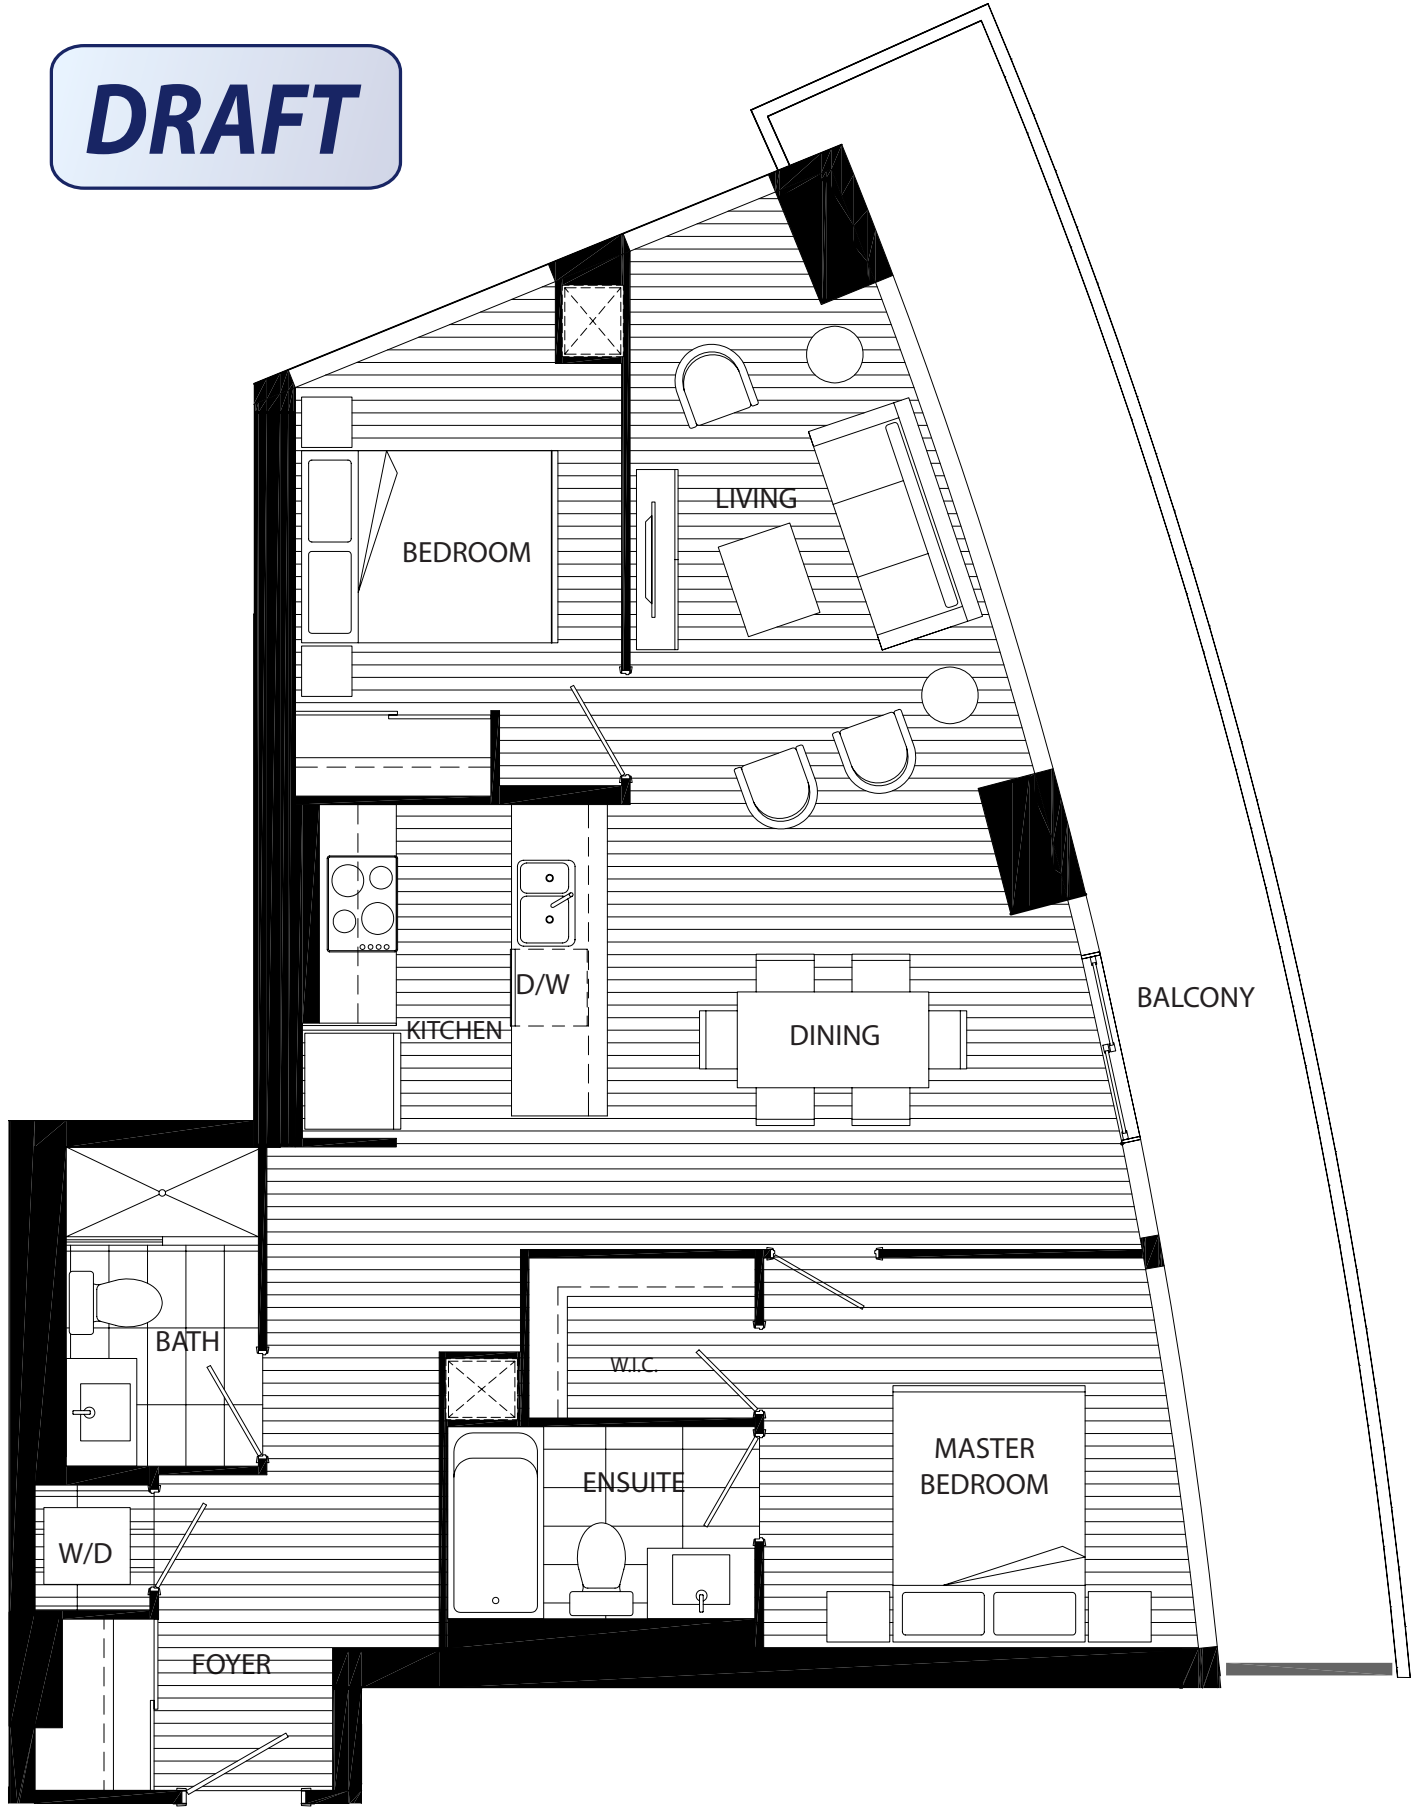 DRAFT
LIVING
BEDROOM
D/W
BALCONY
KITCHEN
DINING
BATH
W.I.C.
MASTER
BEDROOM
ENSUITE
W/D
FOYER